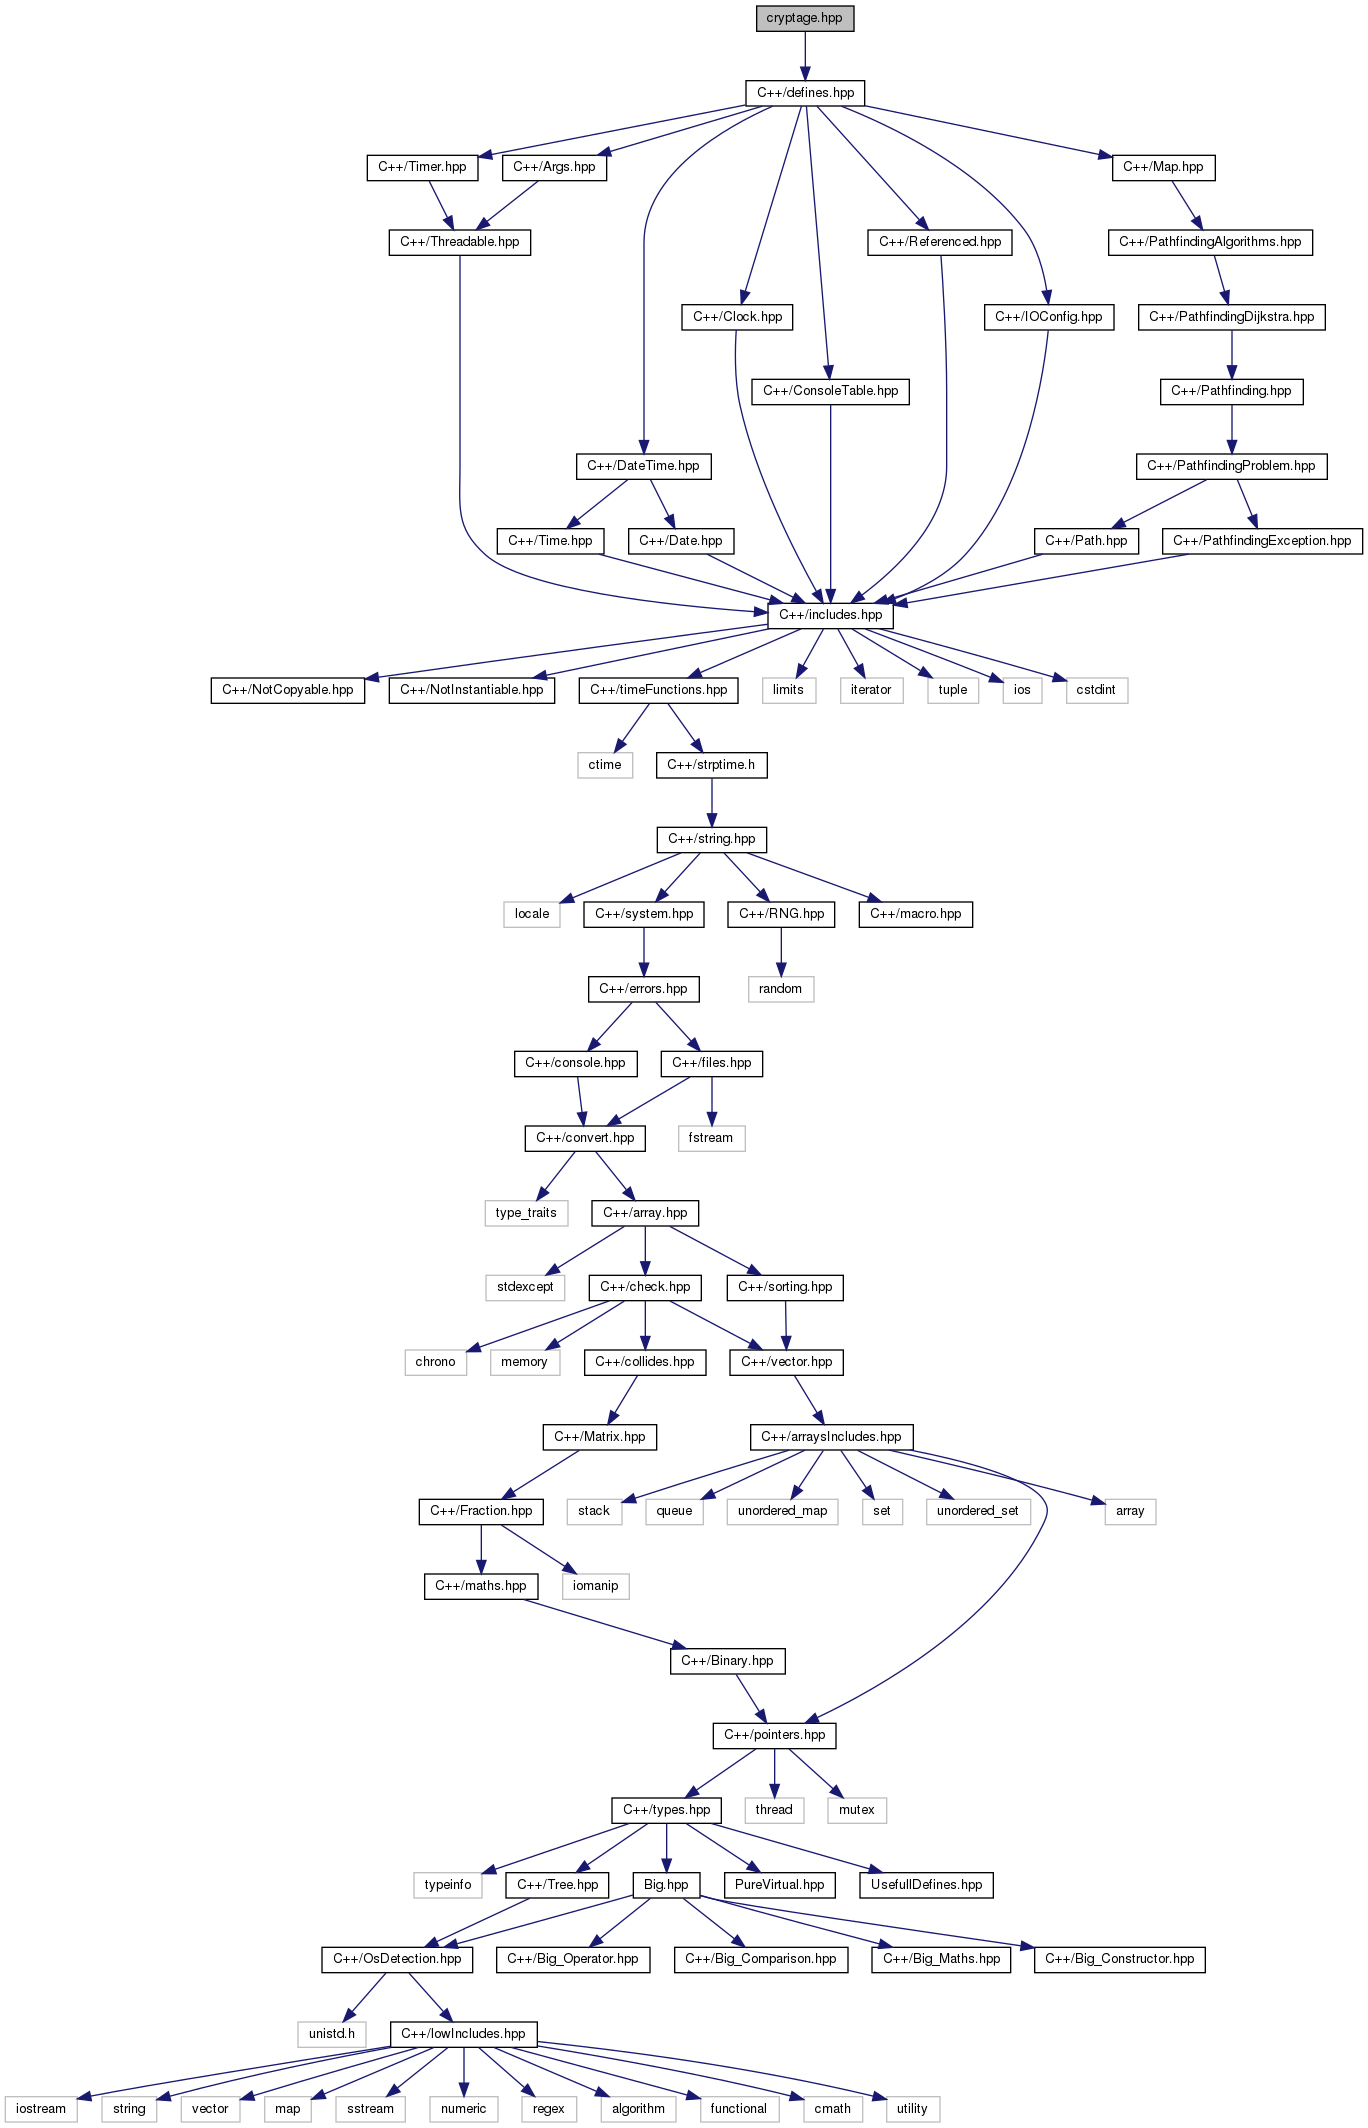 cryptage.hpp
C++/defines.hpp
C++/Timer.hpp
C++/Args.hpp
C++/Map.hpp
C++/Threadable.hpp
C++/Referenced.hpp
C++/PathfindingAlgorithms.hpp
C++/Clock.hpp
C++/IOConfig.hpp
C++/PathfindingDijkstra.hpp
C++/ConsoleTable.hpp
C++/Pathfinding.hpp
C++/DateTime.hpp
C++/PathfindingProblem.hpp
C++/Time.hpp
C++/Date.hpp
C++/Path.hpp
C++/PathfindingException.hpp
C++/includes.hpp
C++/NotCopyable.hpp
C++/NotInstantiable.hpp
C++/timeFunctions.hpp
limits
iterator
tuple
ios
cstdint
ctime
C++/strptime.h
C++/string.hpp
locale
C++/system.hpp
C++/RNG.hpp
C++/macro.hpp
C++/errors.hpp
random
C++/console.hpp
C++/files.hpp
C++/convert.hpp
fstream
type_traits
C++/array.hpp
stdexcept
C++/check.hpp
C++/sorting.hpp
chrono
memory
C++/collides.hpp
C++/vector.hpp
C++/Matrix.hpp
C++/arraysIncludes.hpp
C++/Fraction.hpp
stack
queue
unordered_map
set
unordered_set
array
C++/maths.hpp
iomanip
C++/Binary.hpp
C++/pointers.hpp
C++/types.hpp
thread
mutex
typeinfo
C++/Tree.hpp
Big.hpp
PureVirtual.hpp
UsefullDefines.hpp
C++/OsDetection.hpp
C++/Big_Operator.hpp
C++/Big_Comparison.hpp
C++/Big_Maths.hpp
C++/Big_Constructor.hpp
unistd.h
C++/lowIncludes.hpp
iostream
string
vector
map
sstream
numeric
regex
algorithm
functional
cmath
utility